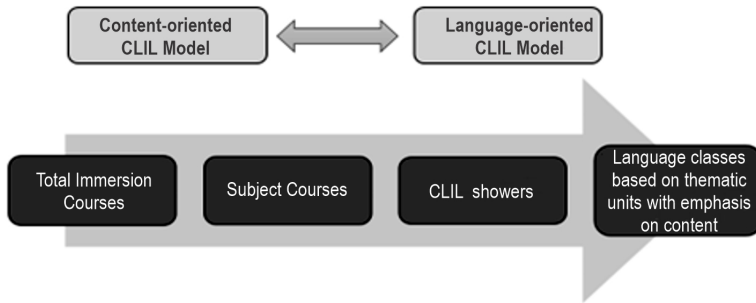 Content-oriented
CLIL Model
Language-oriented
CLIL Model
Total Immersion
Courses
Subject Courses
CLIL showers
Language classes
based on thematic
units with emphasis
on content